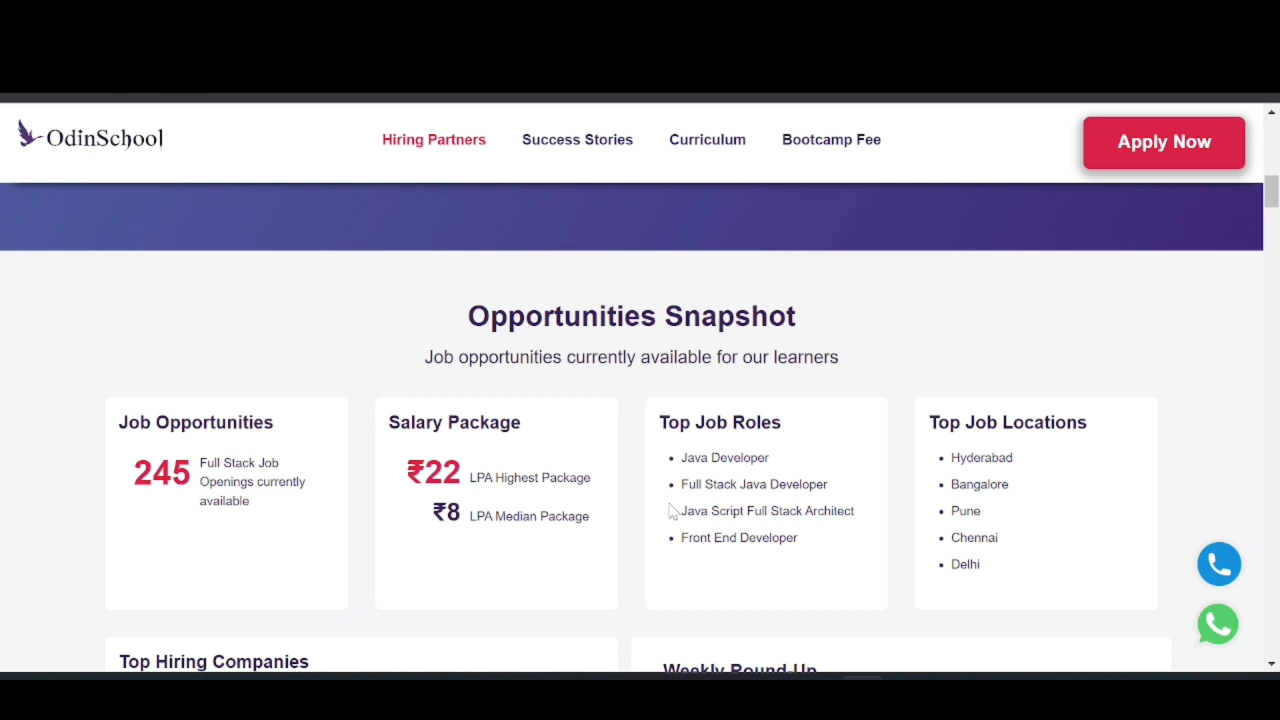 OdinSchool
Hiring Partners
Success Stories
Curriculum
Bootcamp Fee
Apply Now
Opportunities Snapshot
Job opportunities currently available for our learners
Job Opportunities
245
Full Stack Job
Openings currently
available
Salary Package
₹22 LPA Highest Package
₹8 LPA Median Package
Top Job Roles
Java Developer
Full Stack Java Developer
Java Script Full Stack Architect
Front End Developer
Top Job Locations
Hyderabad
Bangalore
Pune
Chennai
Delhi
Top Hiring Companies
Weekly Round-Up